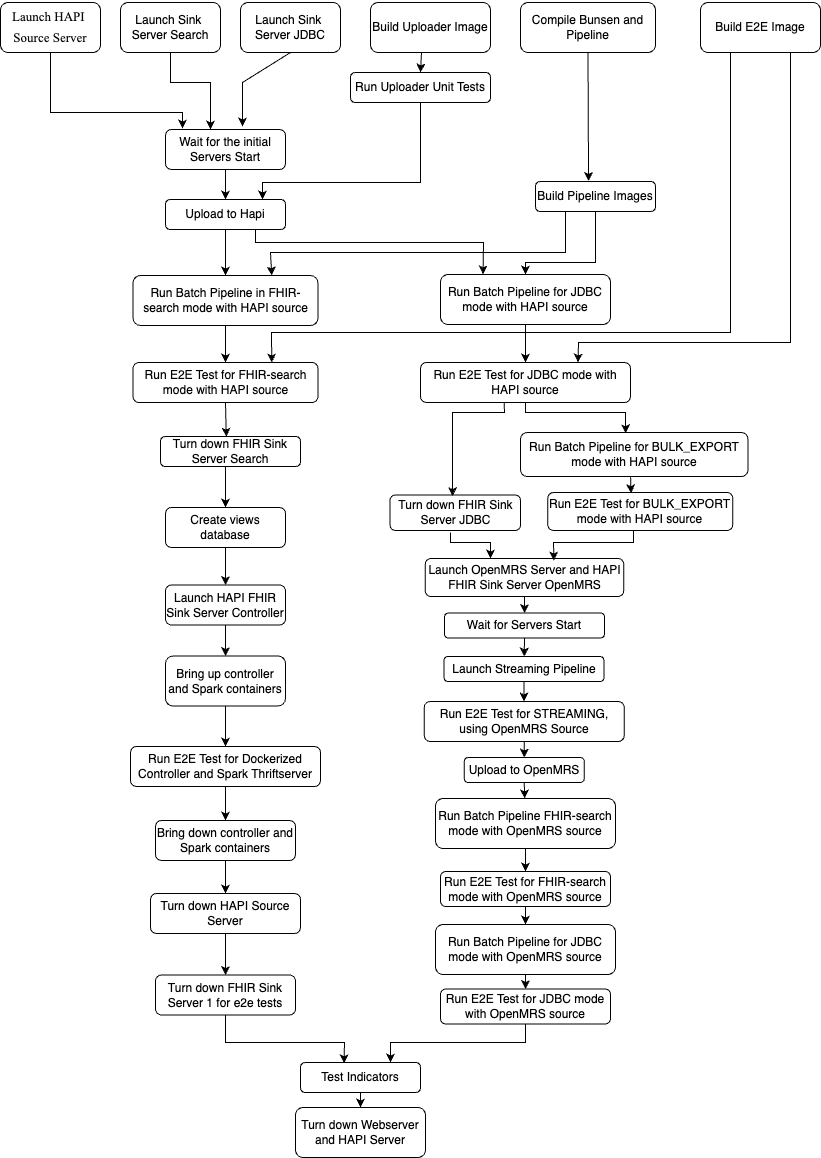 Launch HAPI
Source Server
Launch Sink
Server Search
Launch Sink
Server JDBC
Build Uploader Image
Compile Bunsen and
Pipeline
Build E2E Image
Run Uploader Unit Tests
Wait for the initial
Servers Start
Build Pipeline Images
Upload to Hapi
Run Batch Pipeline in FHIR-
search mode with HAPI source
Run Batch Pipeline for JDBC
mode with HAPI source
Run E2E Test for FHIR-search
mode with HAPI source
Run E2E Test for JDBC mode with
HAPI source
Turn down FHIR Sink
Server Search
Run Batch Pipeline for BULK_EXPORT
mode with HAPI source
Create views
database
Turn down FHIR Sink
Server JDBC
Run E2E Test for BULK_EXPORT
mode with HAPI source
Launch HAPI FHIR
Sink Server Controller
Launch OpenMRS Server and HAPI
FHIR Sink Server OpenMRS
Wait for Servers Start
Bring up controller
and Spark containers
Launch Streaming Pipeline
Run E2E Test for STREAMING,
using OpenMRS Source
Run E2E Test for Dockerized
Controller and Spark Thriftserver
Upload to OpenMRS
Bring down controller and
Spark containers
Run Batch Pipeline FHIR-search
mode with OpenMRS source
Turn down HAPI Source
Server
Run E2E Test for FHIR-search
mode with OpenMRS source
Run Batch Pipeline for JDBC
mode with OpenMRS source
Turn down FHIR Sink
Server 1 for e2e tests
Run E2E Test for JDBC mode
with OpenMRS source
Test Indicators
Turn down Webserver
and HAPI Server